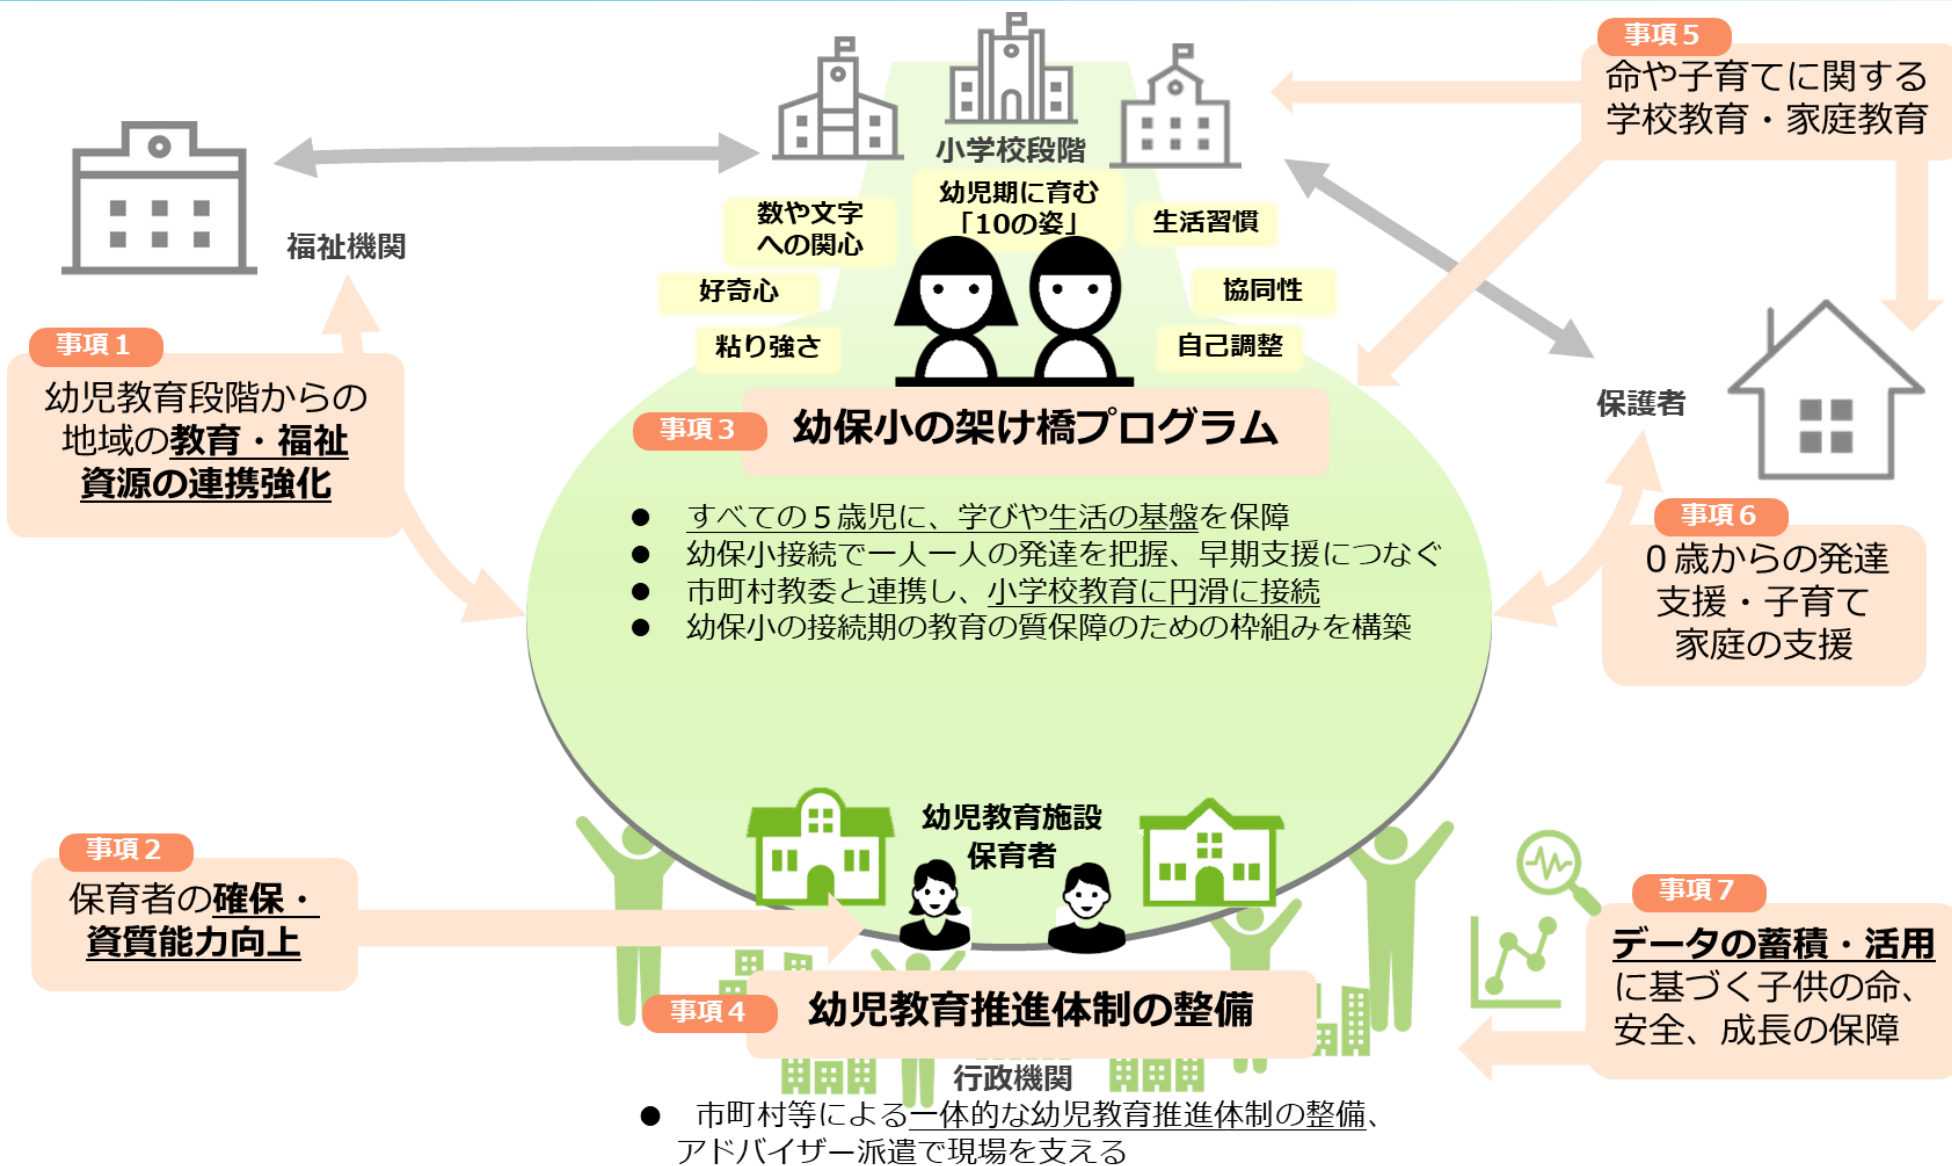 事項５
命や子育てに関する
学校教育・家庭教育
小学校段階
幼児期に育む
「10の姿」
数や文字
への関心
生活習慣
好奇心
協同性
粘り強さ
自己調整
福祉機関
事項１
幼児教育段階からの
地域の教育・福祉
資源の連携強化
保護者
事項３
幼保小の架け橋プログラム
● すべての５歳児に、学びや生活の基盤を保障
● 幼保小接続で一人一人の発達を把握、早期支援につなぐ
● 市町村教委と連携し、小学校教育に円滑に接続
● 幼保小の接続期の教育の質保障のための枠組みを構築
事項６
０歳からの発達
支援・子育て
家庭の支援
幼児教育施設
保育者
事項２
保育者の確保・
資質能力向上
事項７
データの蓄積・活用
に基づく子供の命、
安全、成長の保障
事項４
幼児教育推進体制の整備
行政機関
● 市町村等による一体的な幼児教育推進体制の整備、
アドバイザー派遣で現場を支える